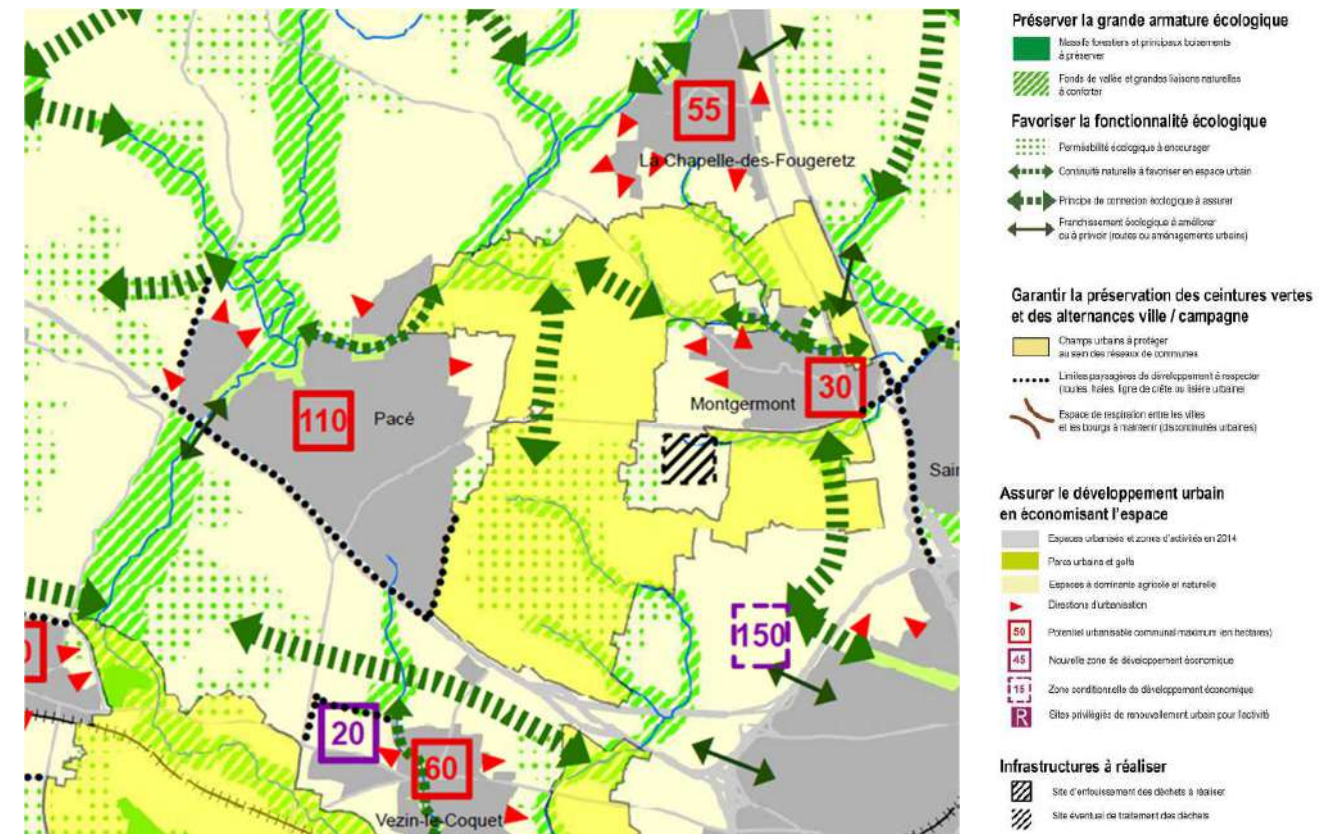 55
La Chapelle-des-Fougeretz
110
Pacé
Montgermont
30
Sain
150
20
60
Vezin-le-Coquet
Préserver la grande armature écologique
Massifs forestiers et principaux boisements
à préserver
Fonds de vallée et grandes liaisons naturelles
à conforter
Favoriser la fonctionnalité écologique
Perméabilité écologique à encourager
Continuité naturelle à favoriser en espace urbain
Principe de connexion écologique à assurer
Franchissement écologique à améliorer
ou à prévoir (routes ou aménagements urbains)
Garantir la préservation des ceintures vertes
et des alternances ville / campagne
Champs urbains à protéger
au sein des réseaux de communes
Limites paysagères de développement à respecter
(routes, haies, ligne de crête ou lisière urbaine)
Espace de respiration entre les villes
et les bourgs à maintenir (discontinuités urbaines)
Assurer le développement urbain
en économisant l'espace
Espaces urbanisés et zones d'activités en 2014
Parcs urbains et golfs
Espaces à dominante agricole et naturelle
Directions d'urbanisation
50
Potentiel urbanisable communal maximum (en hectares)
45
Nouvelle zone de développement économique
15
Zone conditionnelle de développement économique
R
Sites privilégiés de renouvellement urbain pour l'activité
Infrastructures à réaliser
Site d'enfouissement des déchets à réaliser
Site éventuel de traitement des déchets